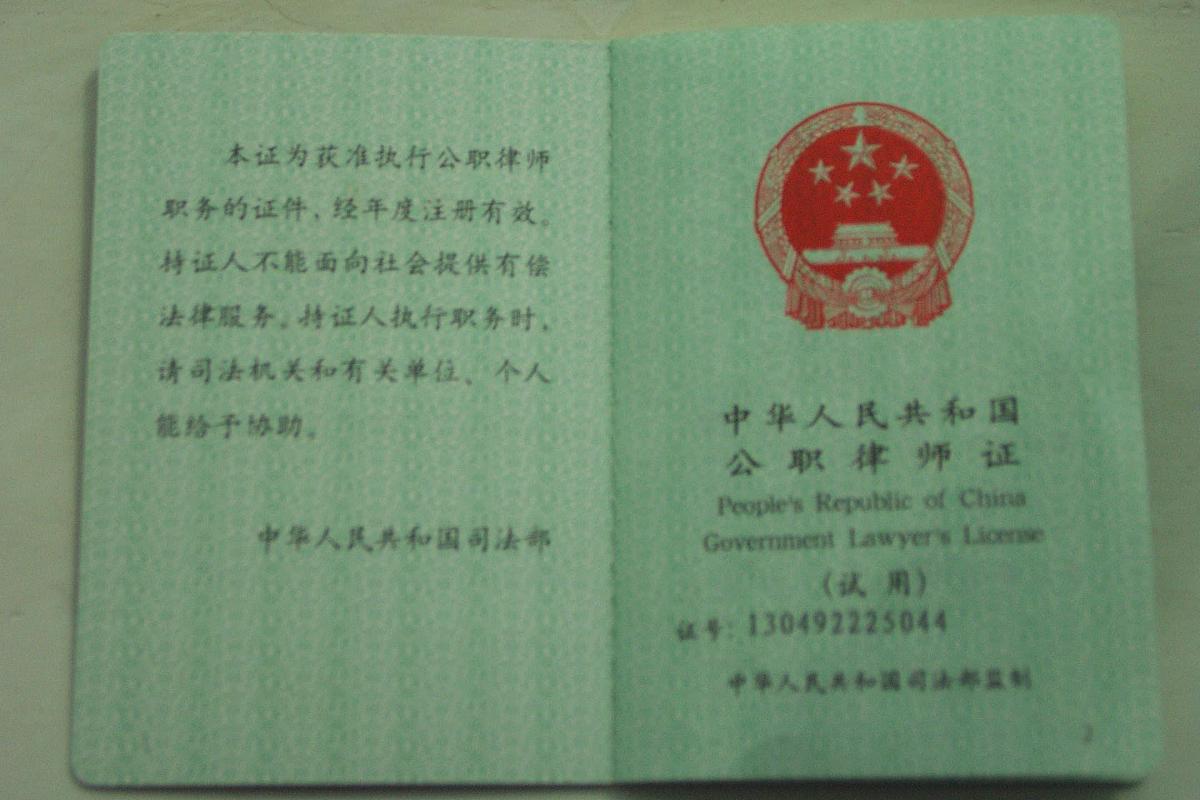 本证为获准执行公职律师
职务的证件，经年度注册有效。
持证人不能面向社会提供有偿
法律服务。持证人执行职务时，
请司法机关和有关单位、个人
能给予协助。
中华人民共和国司法部
中华人民共和国
公职律师证
People's Republic of China
Government Lawyer's License
（试用）
证号：130492225044
中华人民共和国司法部监制
2